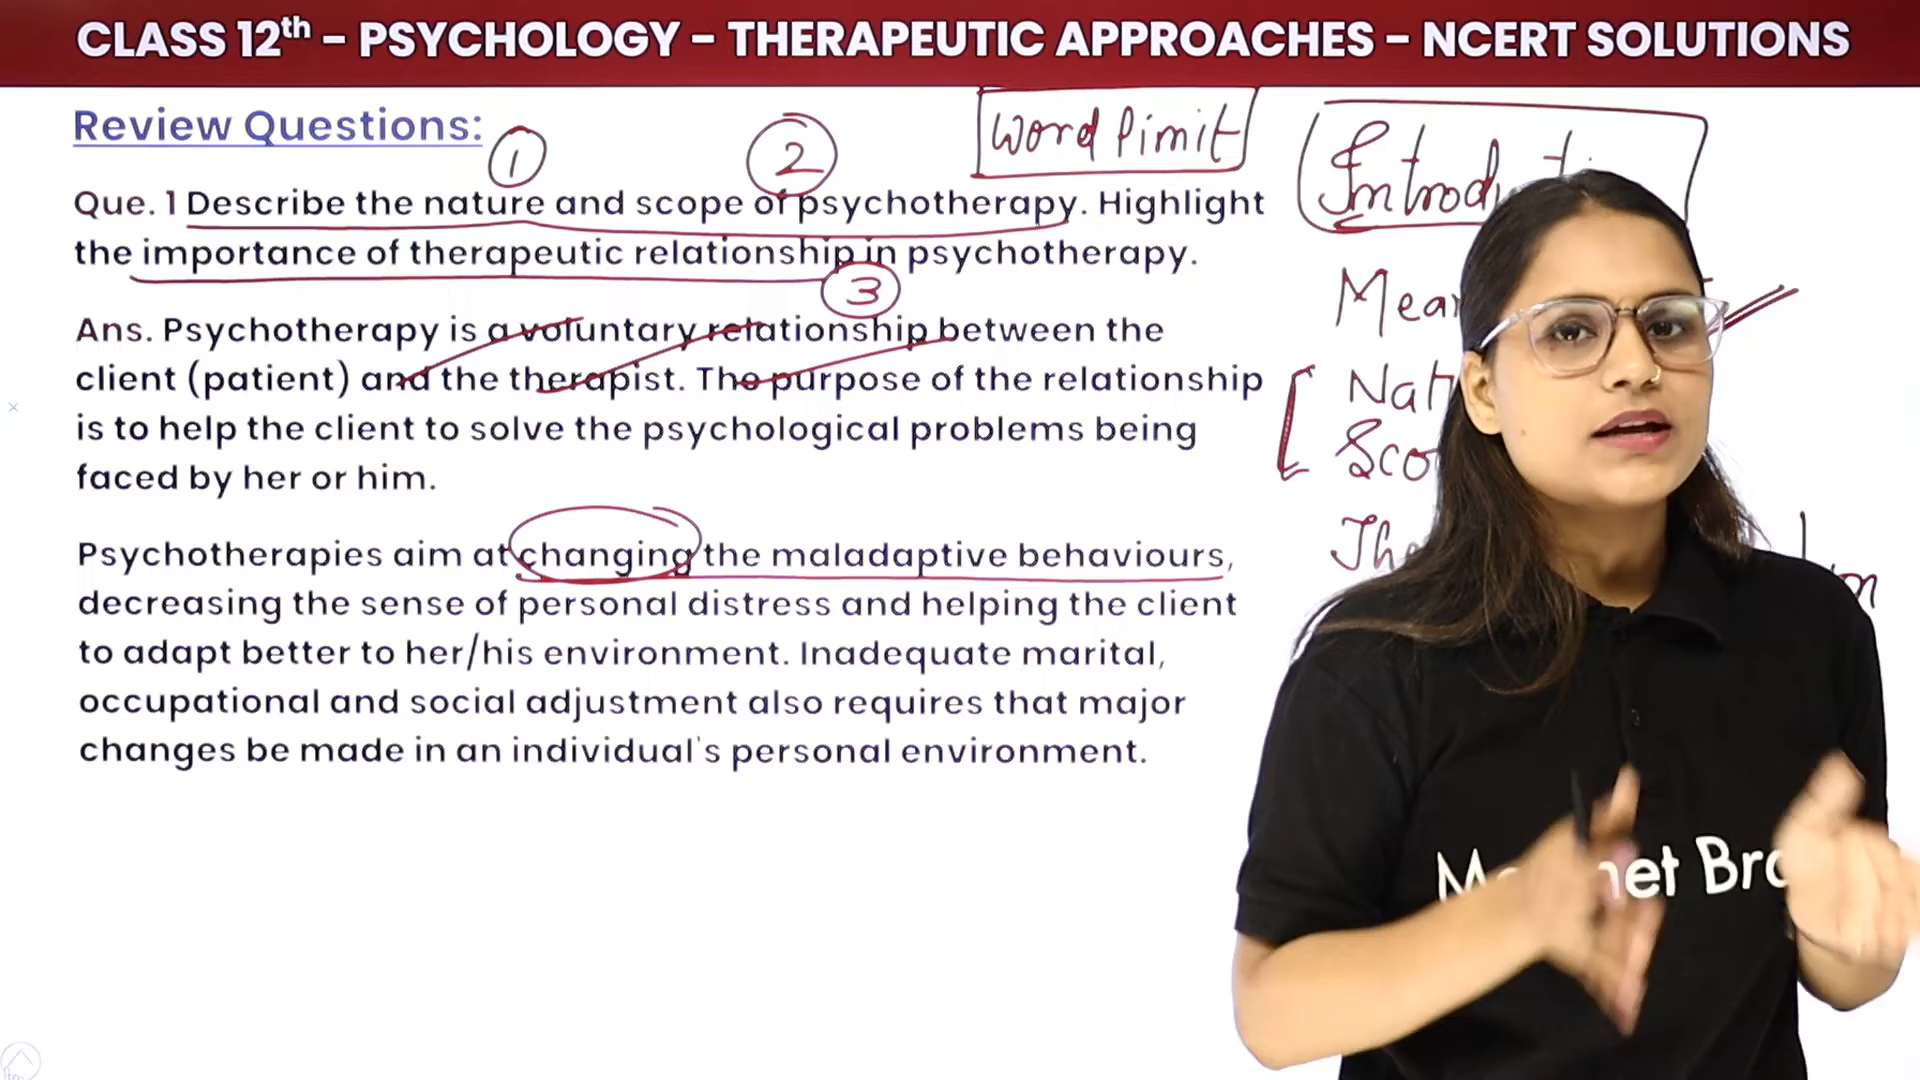 CLASS 12th – PSYCHOLOGY – THERAPEUTIC APPROACHES – NCERT SOLUTIONS
Review Questions:
1
2
word limit
Que. 1 Describe the nature and scope of psychotherapy. Highlight
the importance of therapeutic relationship in psychotherapy.
3
Ans. Psychotherapy is a voluntary relationship between the
client (patient) and the therapist. The purpose of the relationship
is to help the client to solve the psychological problems being
faced by her or him.
Psychotherapies aim at changing the maladaptive behaviours,
decreasing the sense of personal distress and helping the client
to adapt better to her/his environment. Inadequate marital,
occupational and social adjustment also requires that major
changes be made in an individual's personal environment.